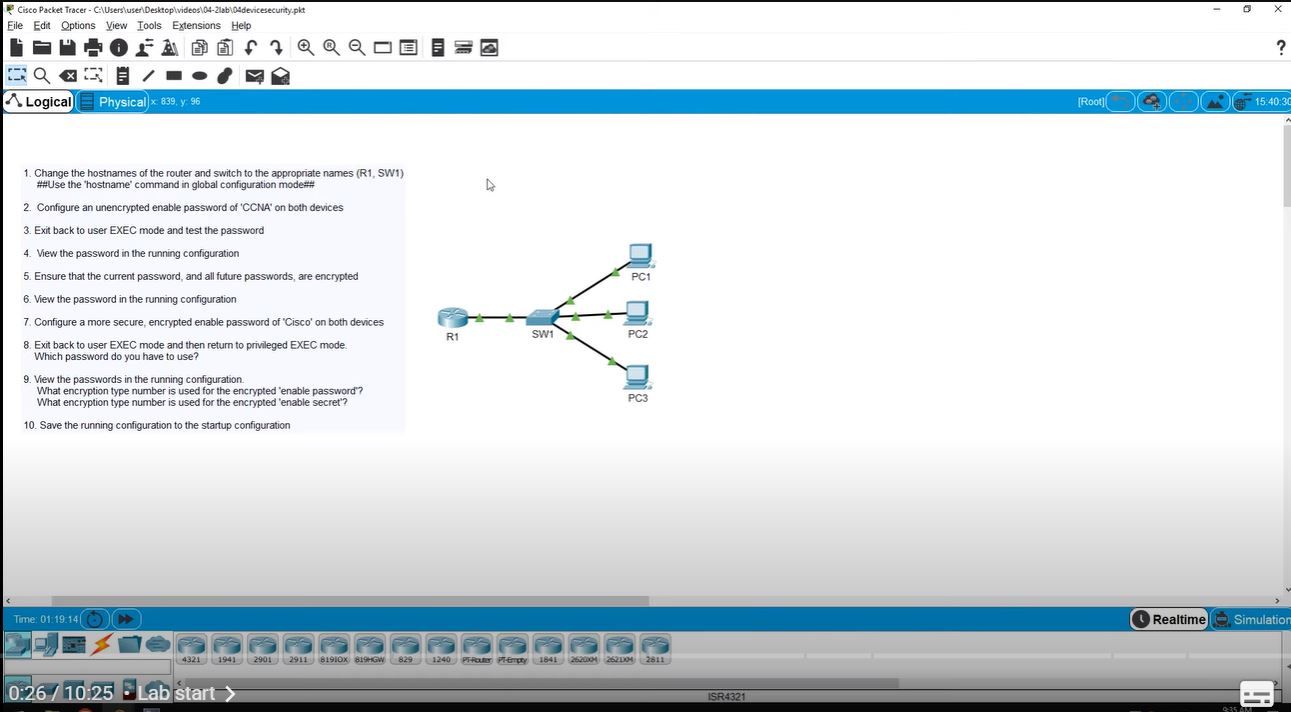 Cisco Packet Tracer - C:\Users\user\Desktop\videos\04-2lab\04devicesecurity.pkt
File Edit Options View Tools Extensions Help
?
Logical Physical x: 839, y: 96 [Root] 15:40:30
1. Change the hostnames of the router and switch to the appropriate names (R1, SW1)
##Use the 'hostname' command in global configuration mode##
2. Configure an unencrypted enable password of 'CCNA' on both devices
3. Exit back to user EXEC mode and test the password
4. View the password in the running configuration
5. Ensure that the current password, and all future passwords, are encrypted
6. View the password in the running configuration
7. Configure a more secure, encrypted enable password of 'Cisco' on both devices
8. Exit back to user EXEC mode and then return to privileged EXEC mode.
Which password do you have to use?
9. View the passwords in the running configuration.
What encryption type number is used for the encrypted 'enable password'?
What encryption type number is used for the encrypted 'enable secret'?
10. Save the running configuration to the startup configuration
PC1
R1
SW1
PC2
PC3
Time: 01:19:14 Realtime Simulation
4321 1941 2901 2911 819IOX 819HGW 829 1240 PT-Router PT-Empty 1841 2620XM 2621XM 2811
0:26 / 10:25 • Lab start >
ISR4321
9:35 AM